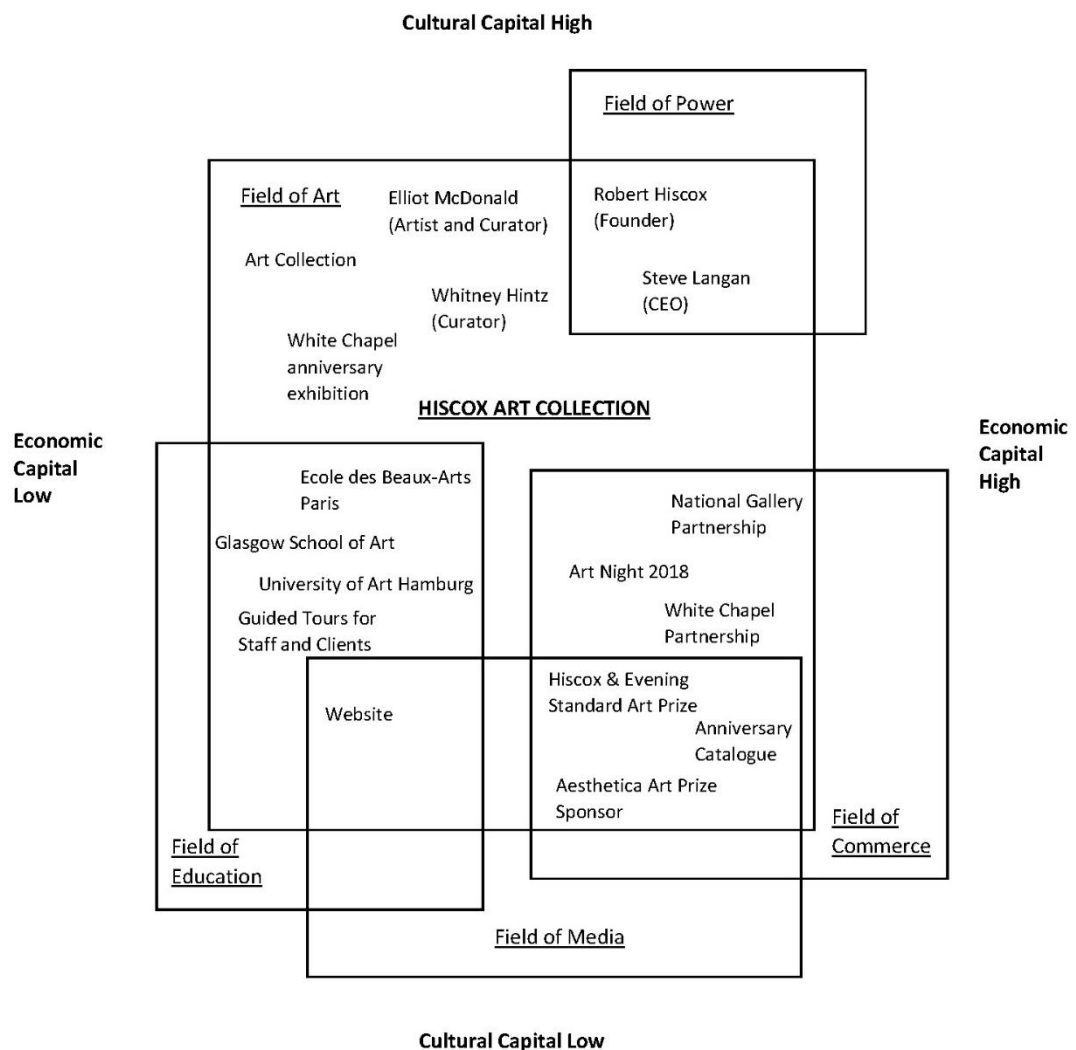 Cultural Capital High
Field of Power
Field of Art
Elliot McDonald
(Artist and Curator)
Robert Hiscox
(Founder)
Art Collection
Whitney Hintz
(Curator)
Steve Langan
(CEO)
White Chapel
anniversary
exhibition
HISCOX ART COLLECTION
Economic
Capital
Low
Economic
Capital
High
Ecole des Beaux-Arts
Paris
Glasgow School of Art
University of Art Hamburg
Guided Tours for
Staff and Clients
National Gallery
Partnership
Art Night 2018
White Chapel
Partnership
Website
Hiscox & Evening
Standard Art Prize
Anniversary
Catalogue
Aesthetica Art Prize
Sponsor
Field of
Education
Field of
Commerce
Field of Media
Cultural Capital Low